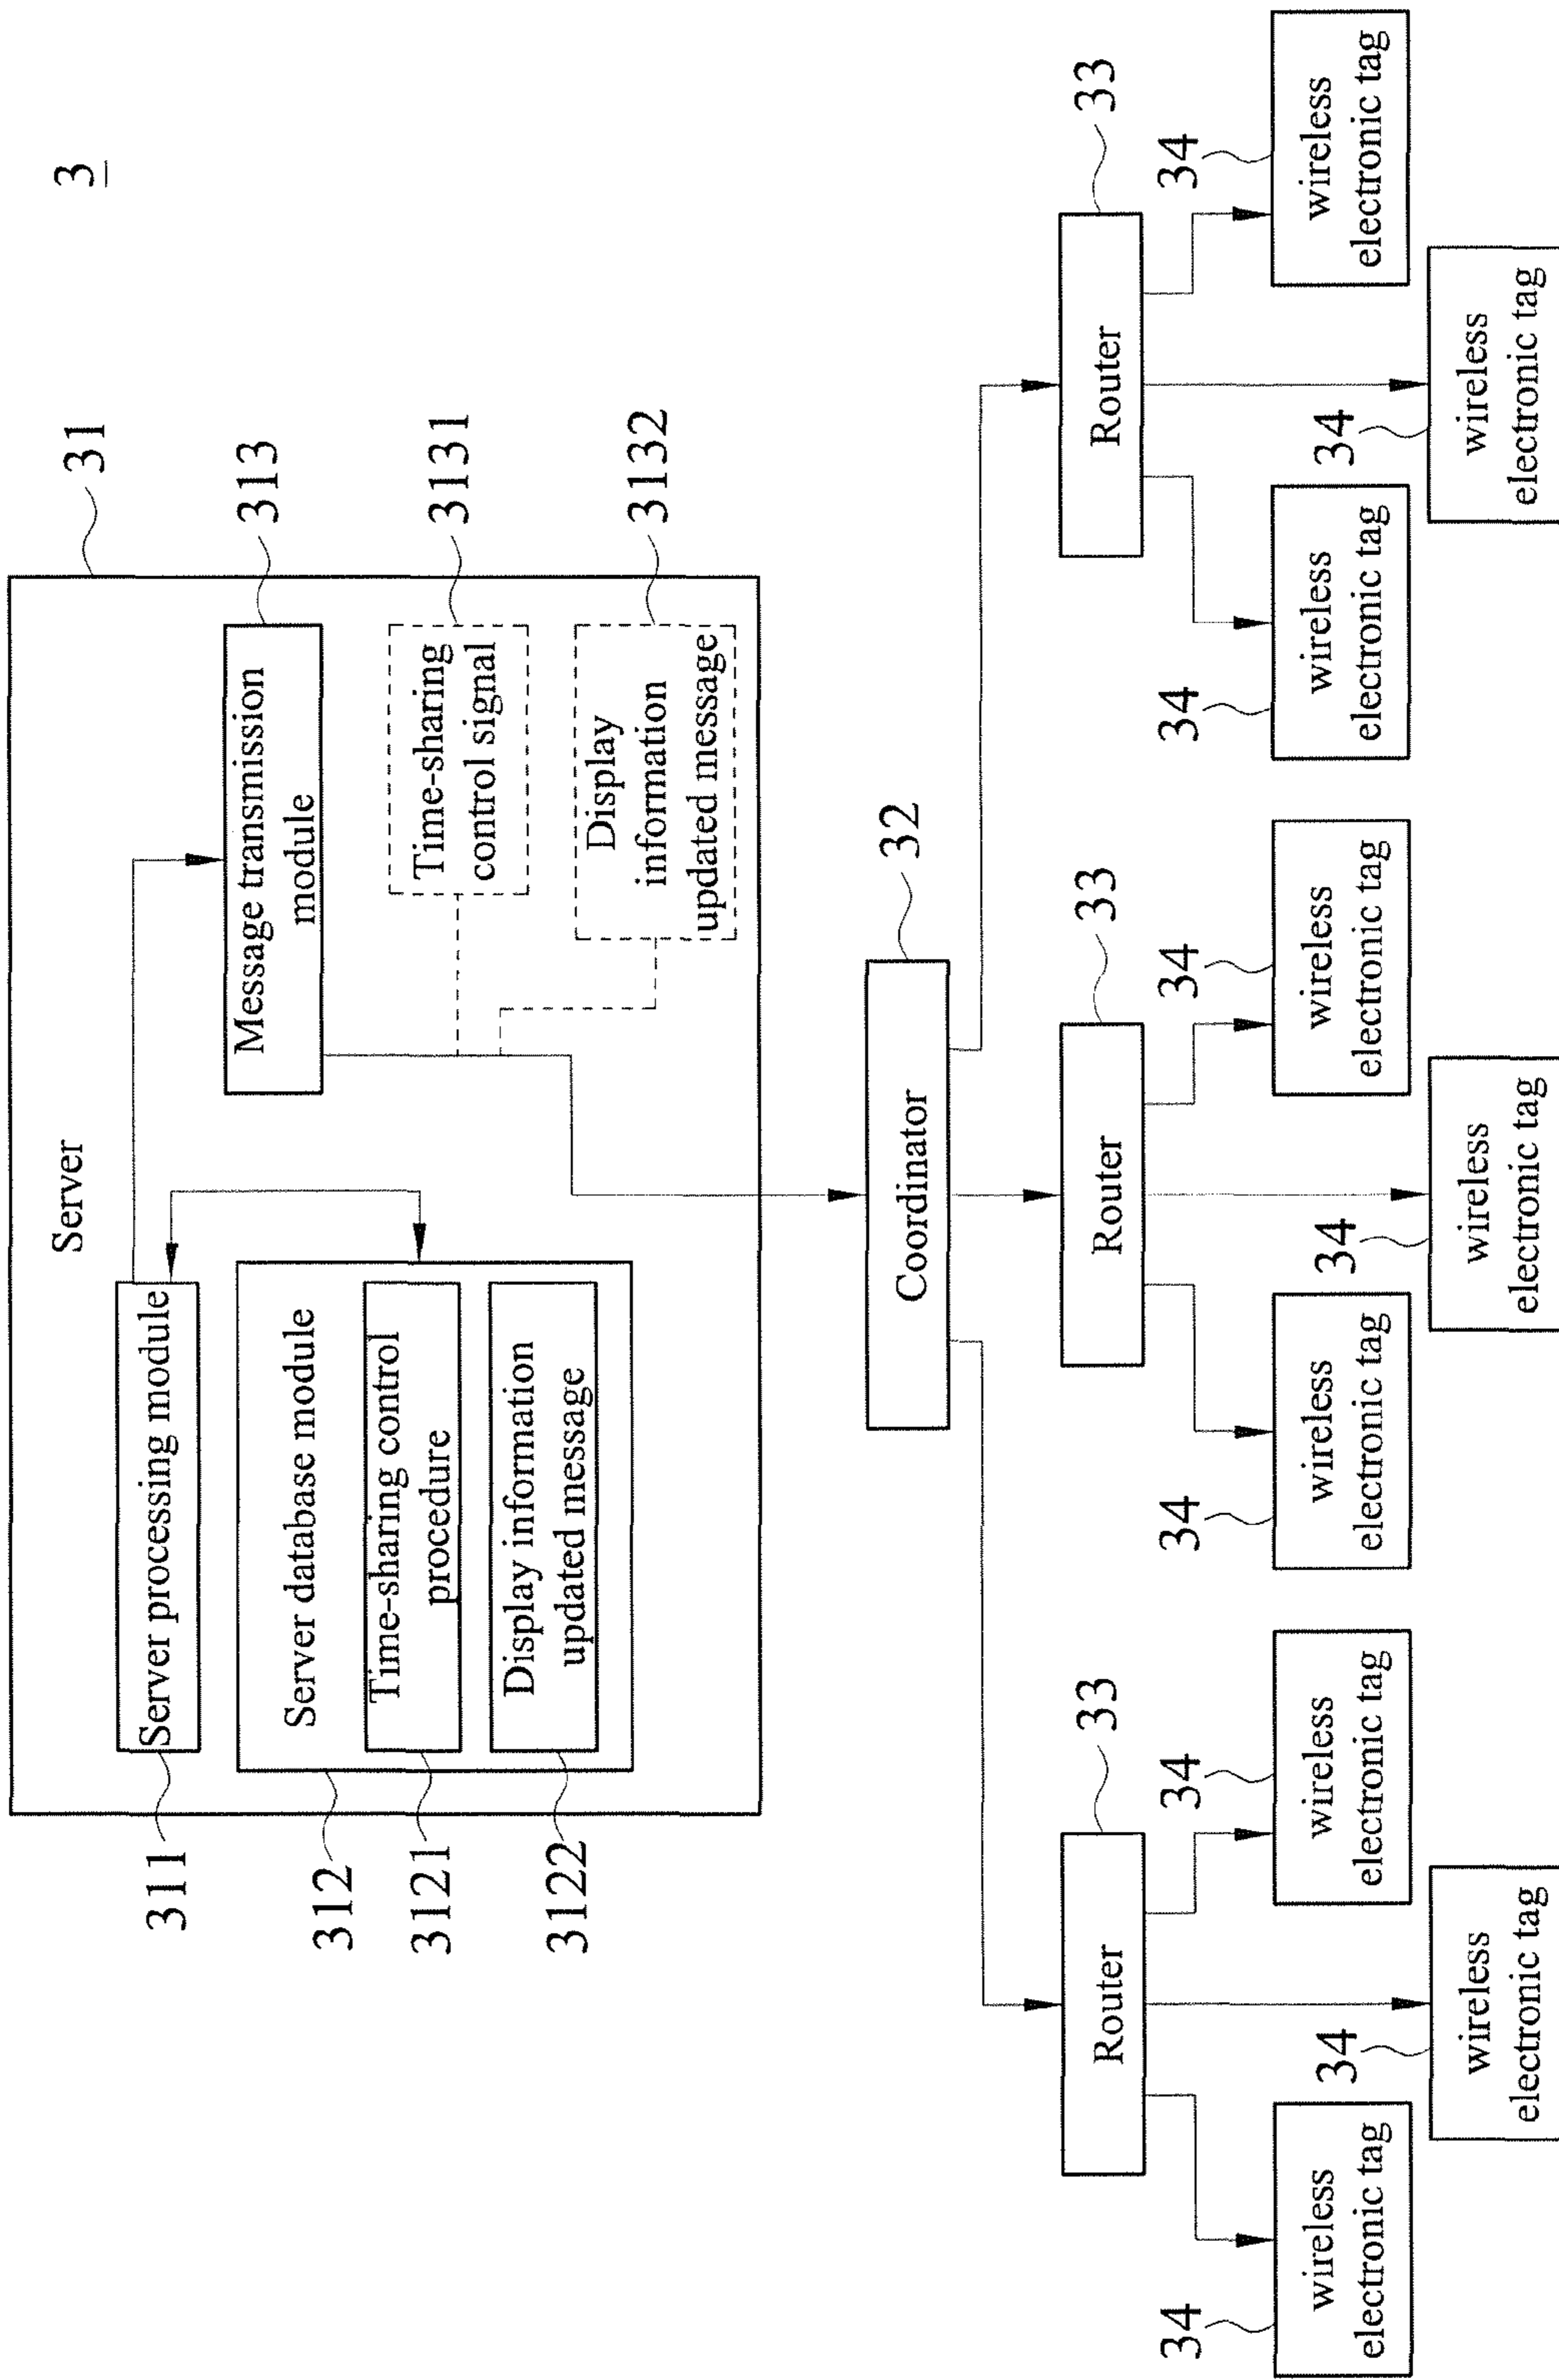 3
Server
31
311
Server processing module
312
Server database module
3121
Time-sharing control
procedure
3122
Display information
updated message
Message transmission
module
313
Time-sharing
control signal
3131
Display
information
updated message
3132
Coordinator
32
Router
33
Router
33
Router
33
34
wireless
electronic tag
34
wireless
electronic tag
34
wireless
electronic tag
34
wireless
electronic tag
34
wireless
electronic tag
34
wireless
electronic tag
34
wireless
electronic tag
34
wireless
electronic tag
34
wireless
electronic tag